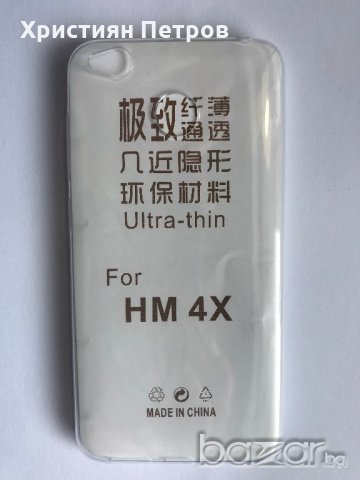 Християн Петров
极致纤薄通透
几近隐形
环保材料
Ultra-thin
For
HM 4X
MADE IN CHINA
bazar.bg